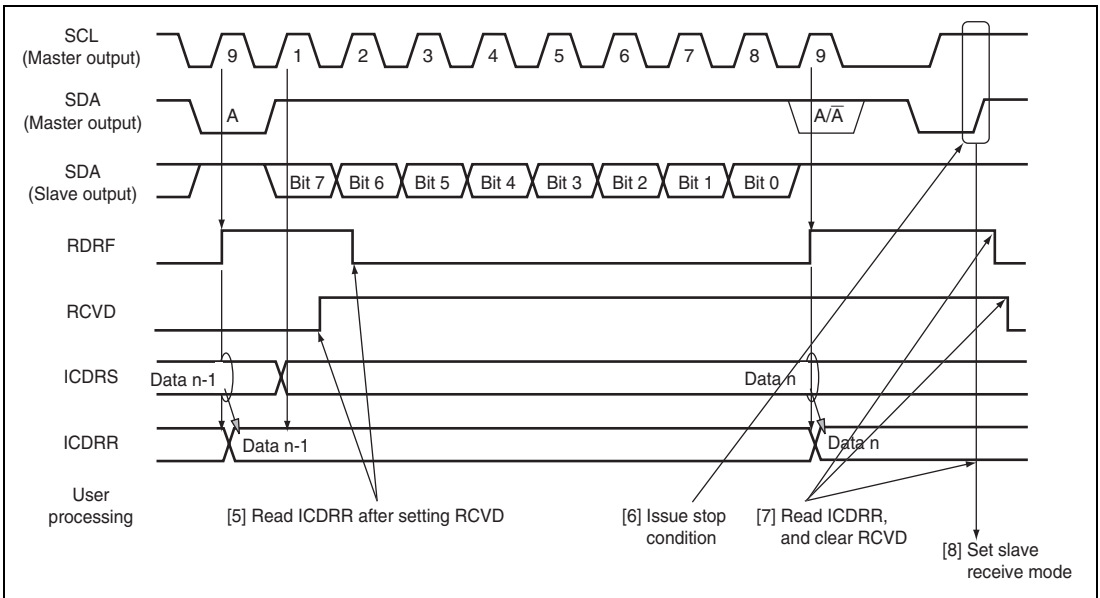 SCL
(Master output)
9 1 2 3 4 5 6 7 8 9
SDA
(Master output)
A A/A̅
SDA
(Slave output)
Bit 7 Bit 6 Bit 5 Bit 4 Bit 3 Bit 2 Bit 1 Bit 0
RDRF
RCVD
ICDRS
Data n-1 Data n
ICDRR
Data n-1 Data n
User
processing
[5] Read ICDRR after setting RCVD
[6] Issue stop
condition
[7] Read ICDRR,
and clear RCVD
[8] Set slave
receive mode